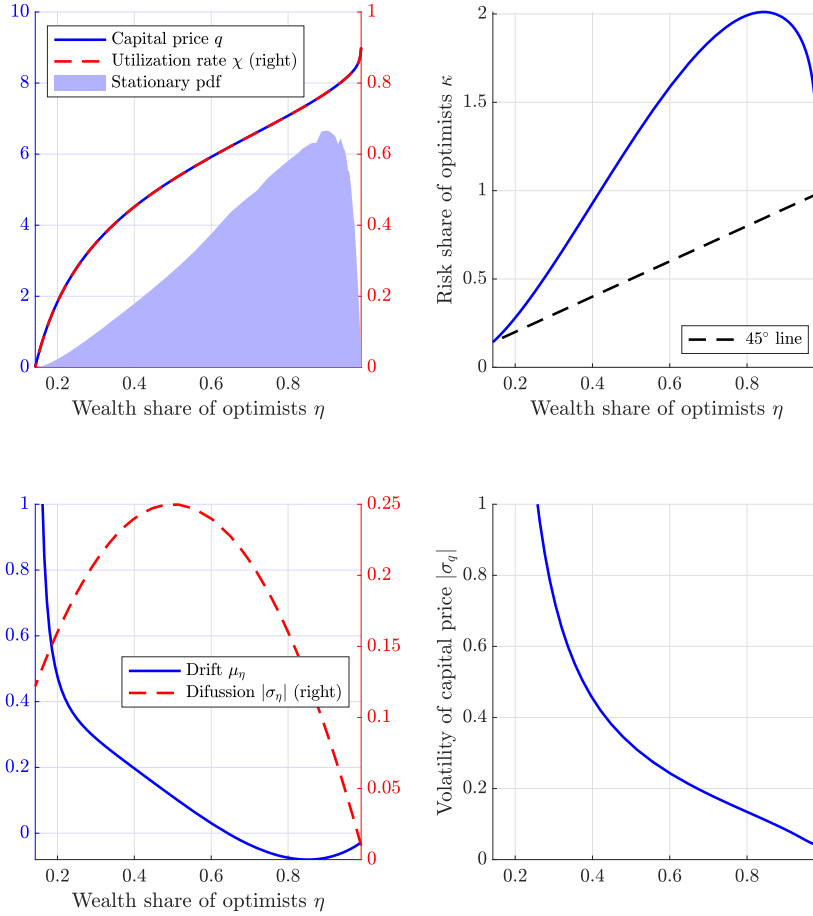 10
8
6
4
2
0
1
0.8
0.6
0.4
0.2
0
Capital price q
Utilization rate χ (right)
Stationary pdf
0.2 0.4 0.6 0.8
Wealth share of optimists η
Risk share of optimists κ
2
1.5
1
0.5
0
45° line
0.2 0.4 0.6 0.8
Wealth share of optimists η
1
0.8
0.6
0.4
0.2
0
0.25
0.2
0.15
0.1
0.05
0
Drift μη
Difussion |ση| (right)
0.2 0.4 0.6 0.8
Wealth share of optimists η
Volatility of capital price |σq|
1
0.8
0.6
0.4
0.2
0
0.2 0.4 0.6 0.8